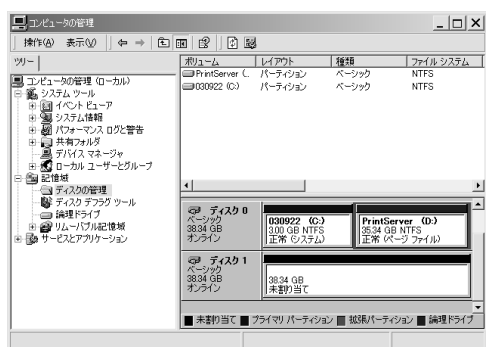 コンピュータの管理
操作(A) 表示(V)
ツリー
コンピュータの管理 (ローカル)
システム ツール
イベント ビューア
システム情報
パフォーマンス ログと警告
共有フォルダ
デバイス マネージャ
ローカル ユーザーとグループ
記憶域
ディスクの管理
ディスク デフラグ ツール
論理ドライブ
リムーバブル記憶域
サービスとアプリケーション
ボリューム レイアウト 種類 ファイル システム
PrintServer (... パーティション ベーシック NTFS
030922 (C:) パーティション ベーシック NTFS
ディスク 0
ベーシック
38.34 GB
オンライン
030922 (C:)
3.00 GB NTFS
正常 (システム)
PrintServer (D:)
35.34 GB NTFS
正常 (ページ ファイル)
ディスク 1
ベーシック
38.34 GB
オンライン
38.34 GB
未割り当て
未割り当て プライマリ パーティション 拡張パーティション 論理ドライブ